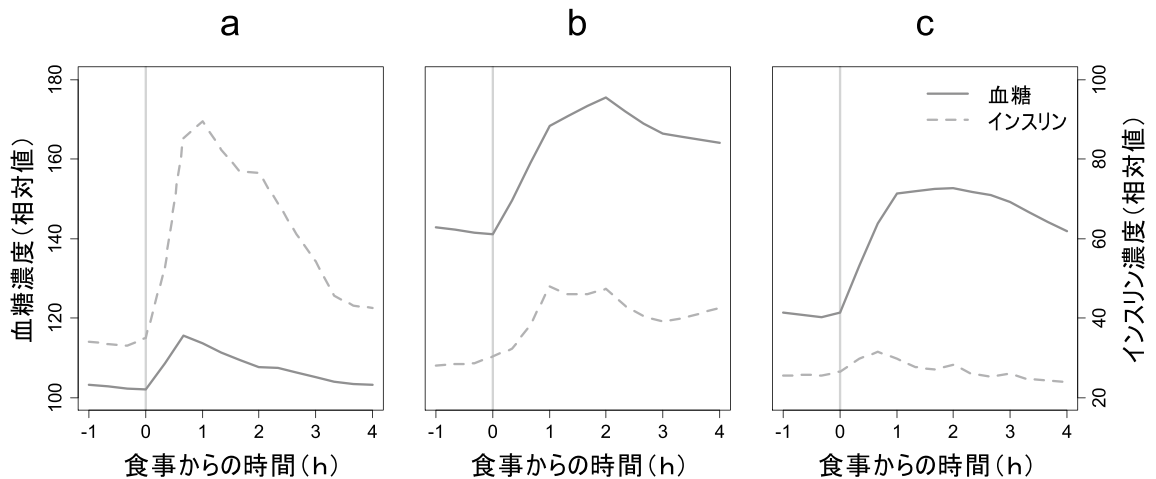 a
b
c
血糖濃度(相対値)
180
160
140
120
100
血糖
インスリン
100
80
60
40
20
インスリン濃度(相対値)
-1 0 1 2 3 4
-1 0 1 2 3 4
-1 0 1 2 3 4
食事からの時間(h)
食事からの時間(h)
食事からの時間(h)